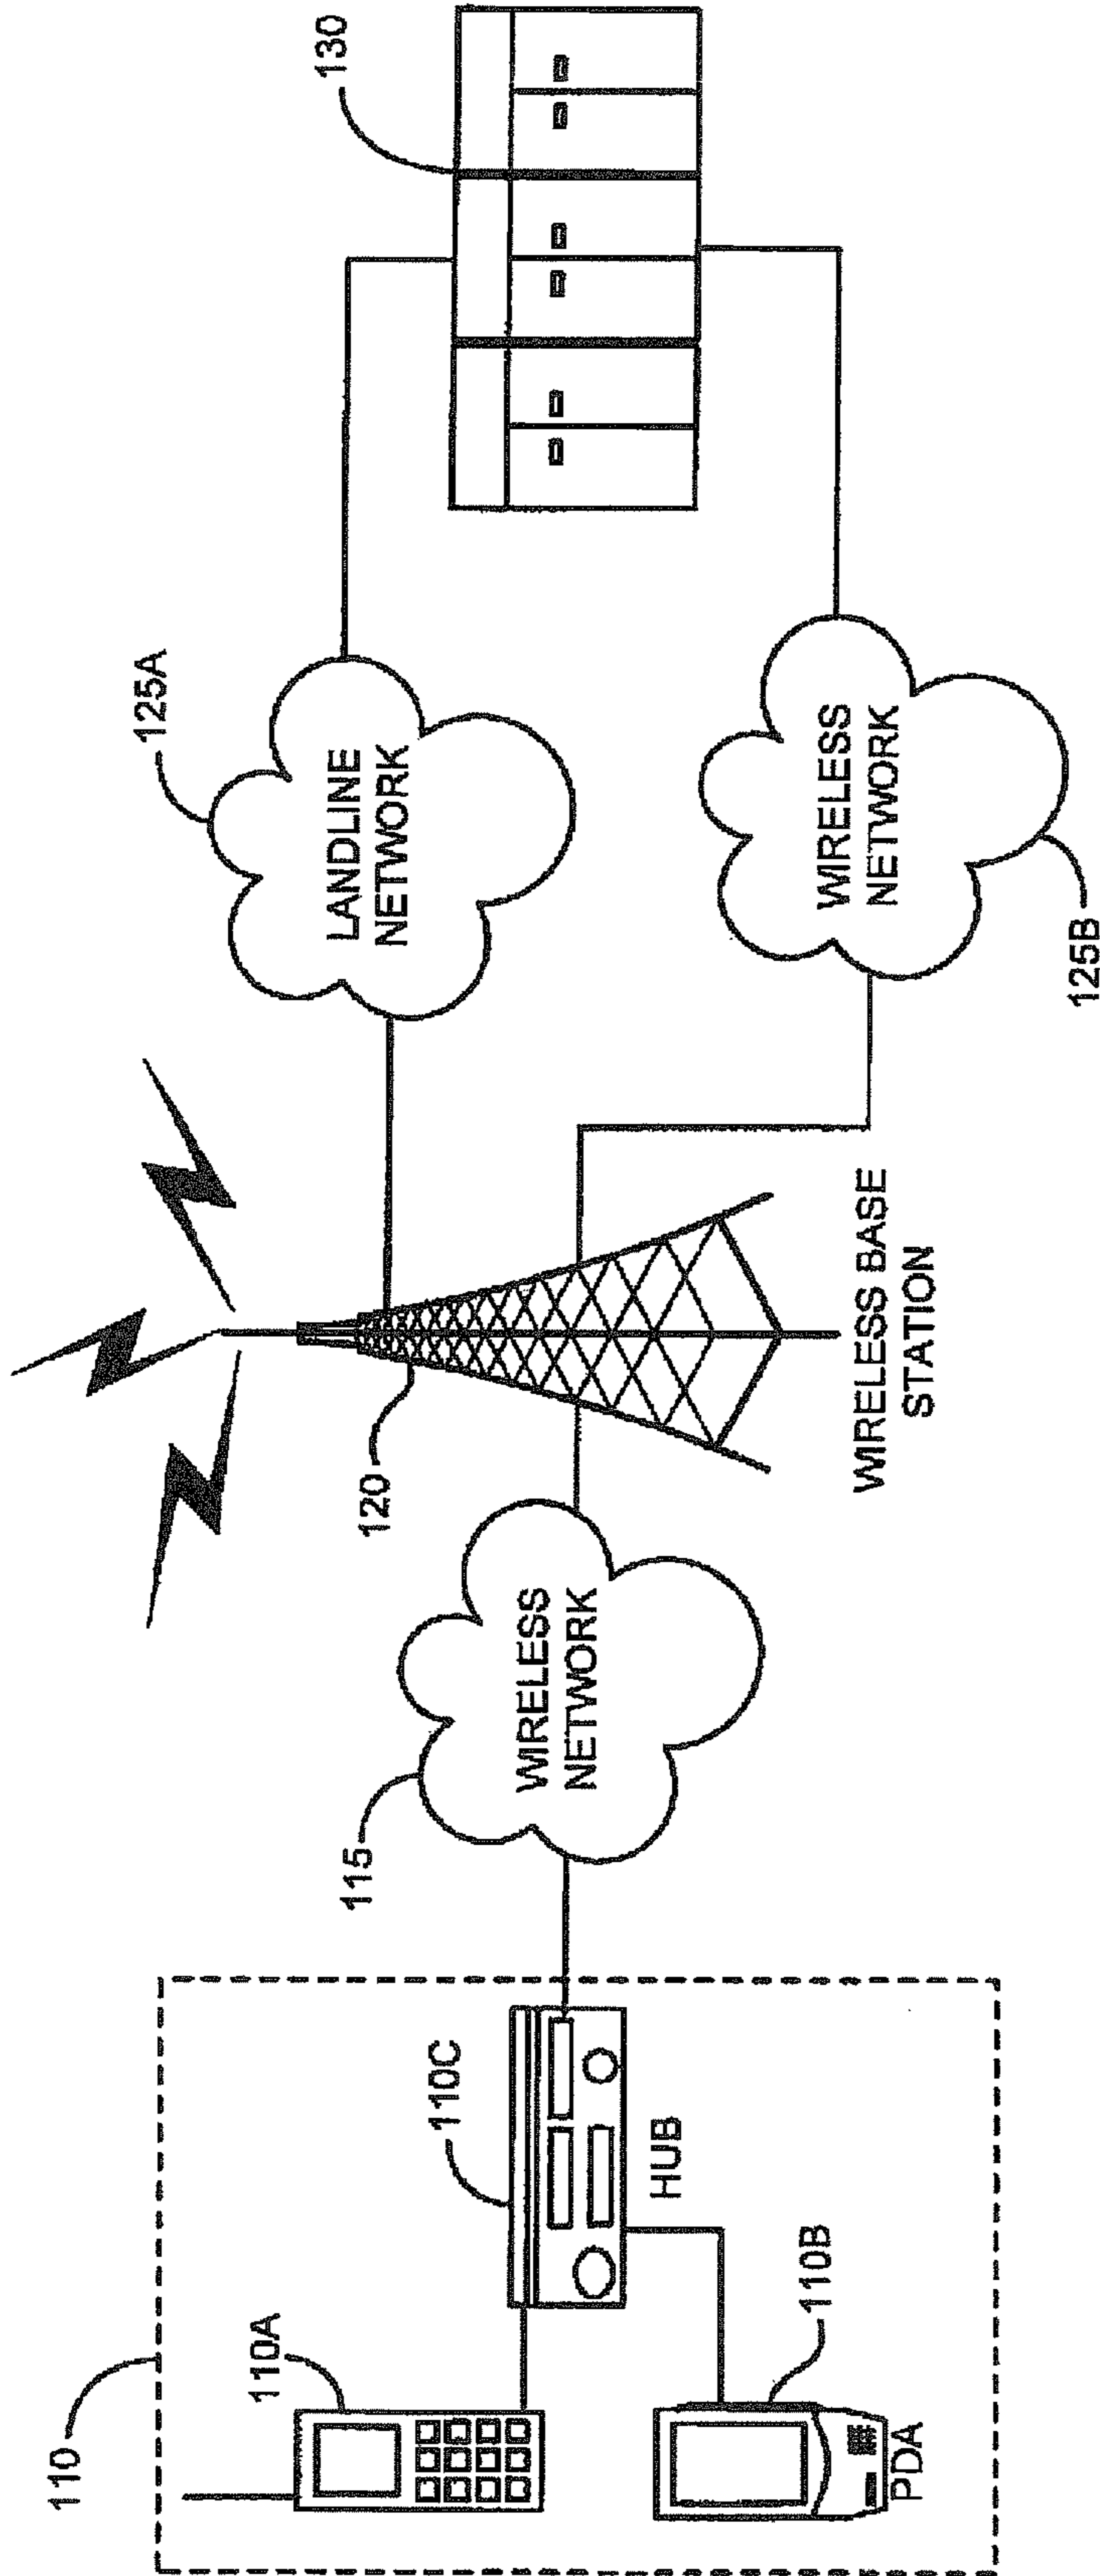 110
110A
110C
HUB
110B
PDA
115
WIRELESS
NETWORK
120
WIRELESS BASE
STATION
125A
LANDLINE
NETWORK
WIRELESS
NETWORK
125B
130